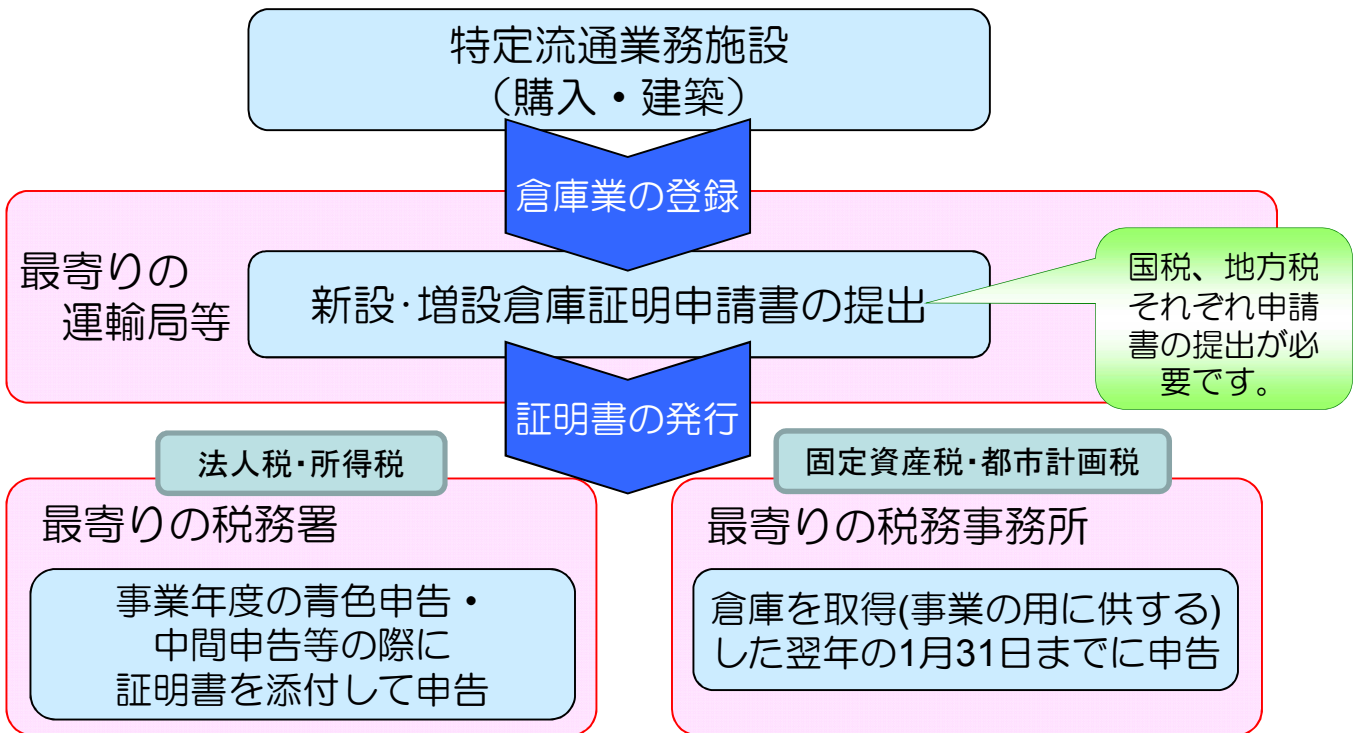 特定流通業務施設
（購入・建築）
倉庫業の登録
最寄りの
運輸局等
新設･増設倉庫証明申請書の提出
国税、地方税
それぞれ申請
書の提出が必
要です。
証明書の発行
法人税・所得税
最寄りの税務署
事業年度の青色申告・
中間申告等の際に
証明書を添付して申告
固定資産税・都市計画税
最寄りの税務事務所
倉庫を取得(事業の用に供する)
した翌年の1月31日までに申告